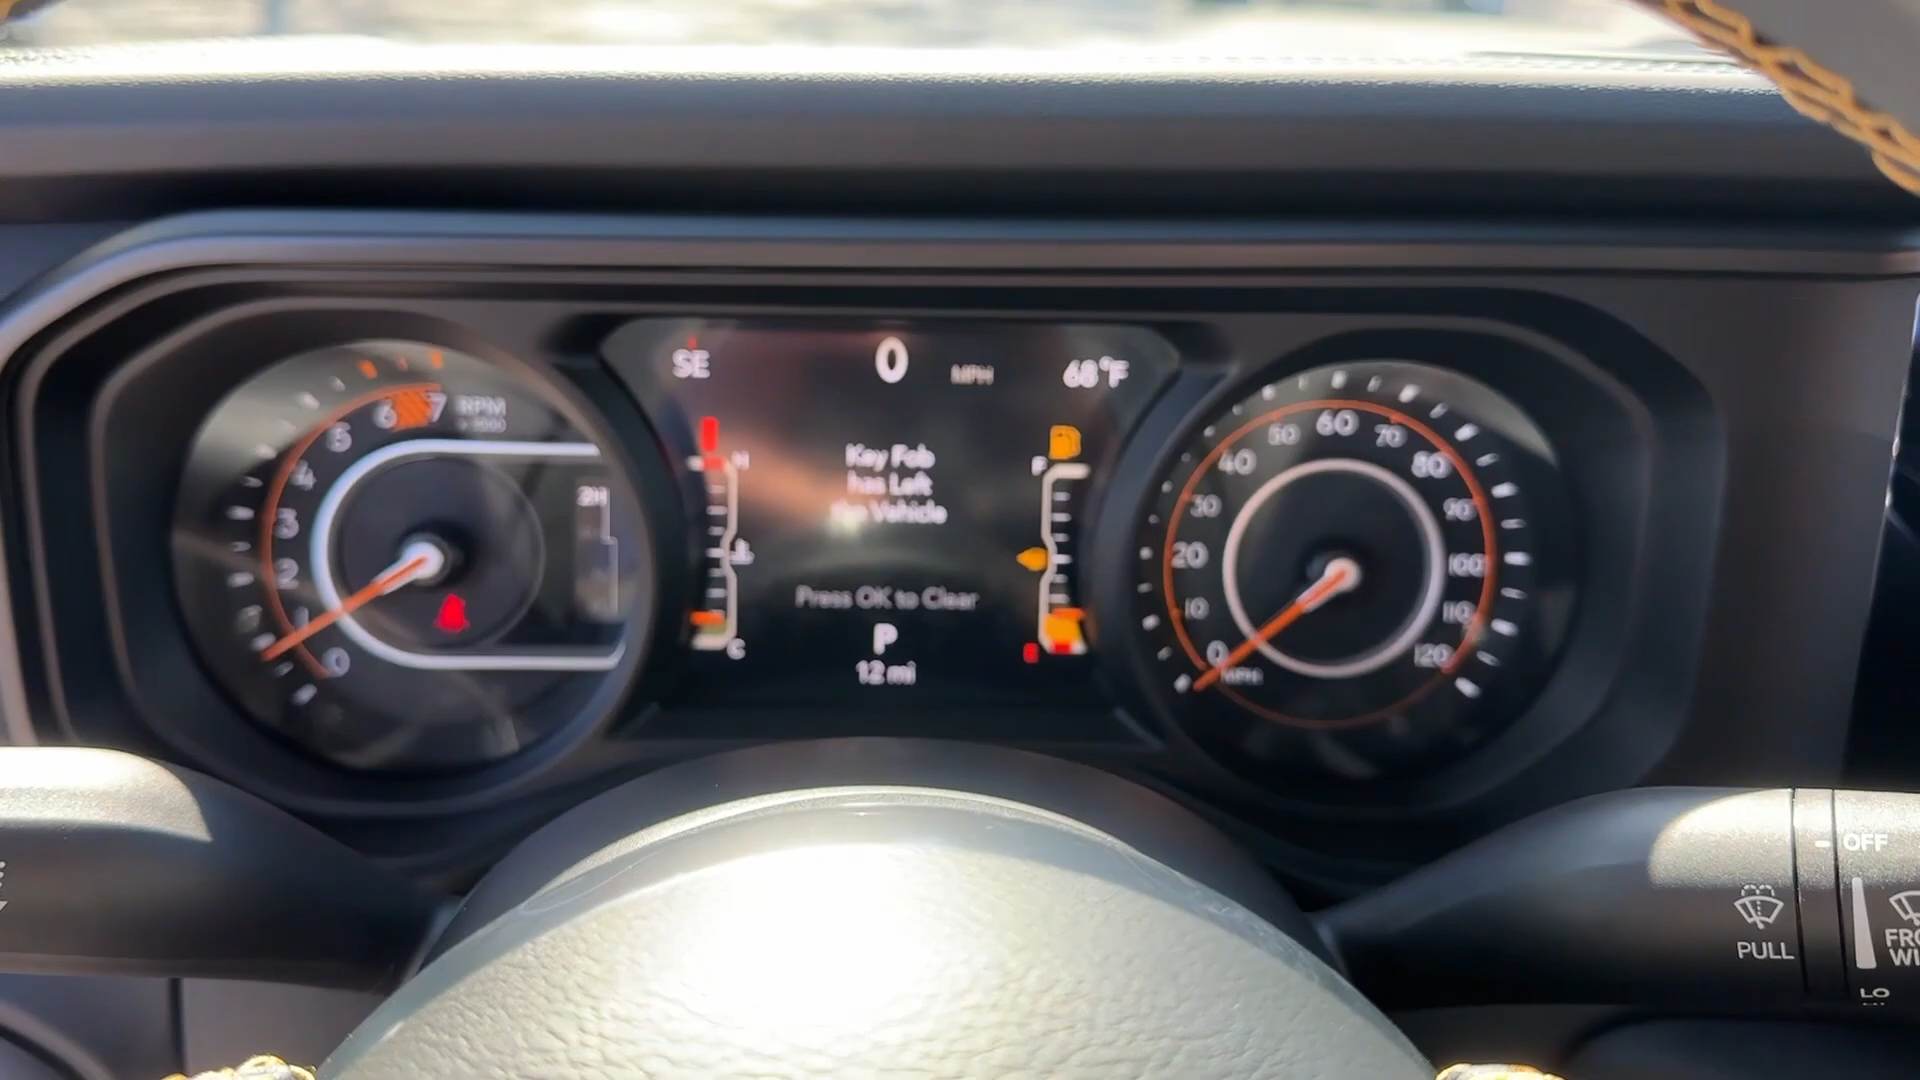 SE
0
MPH
68°F
6
7
RPM
x1000
5
4
3
2
1
0
2H
H
C
F
E
Key Fob
has Left
the Vehicle
Press OK to Clear
P
12 mi
60
50
70
40
80
30
90
20
100
10
110
0
120
MPH
OFF
PULL
LO